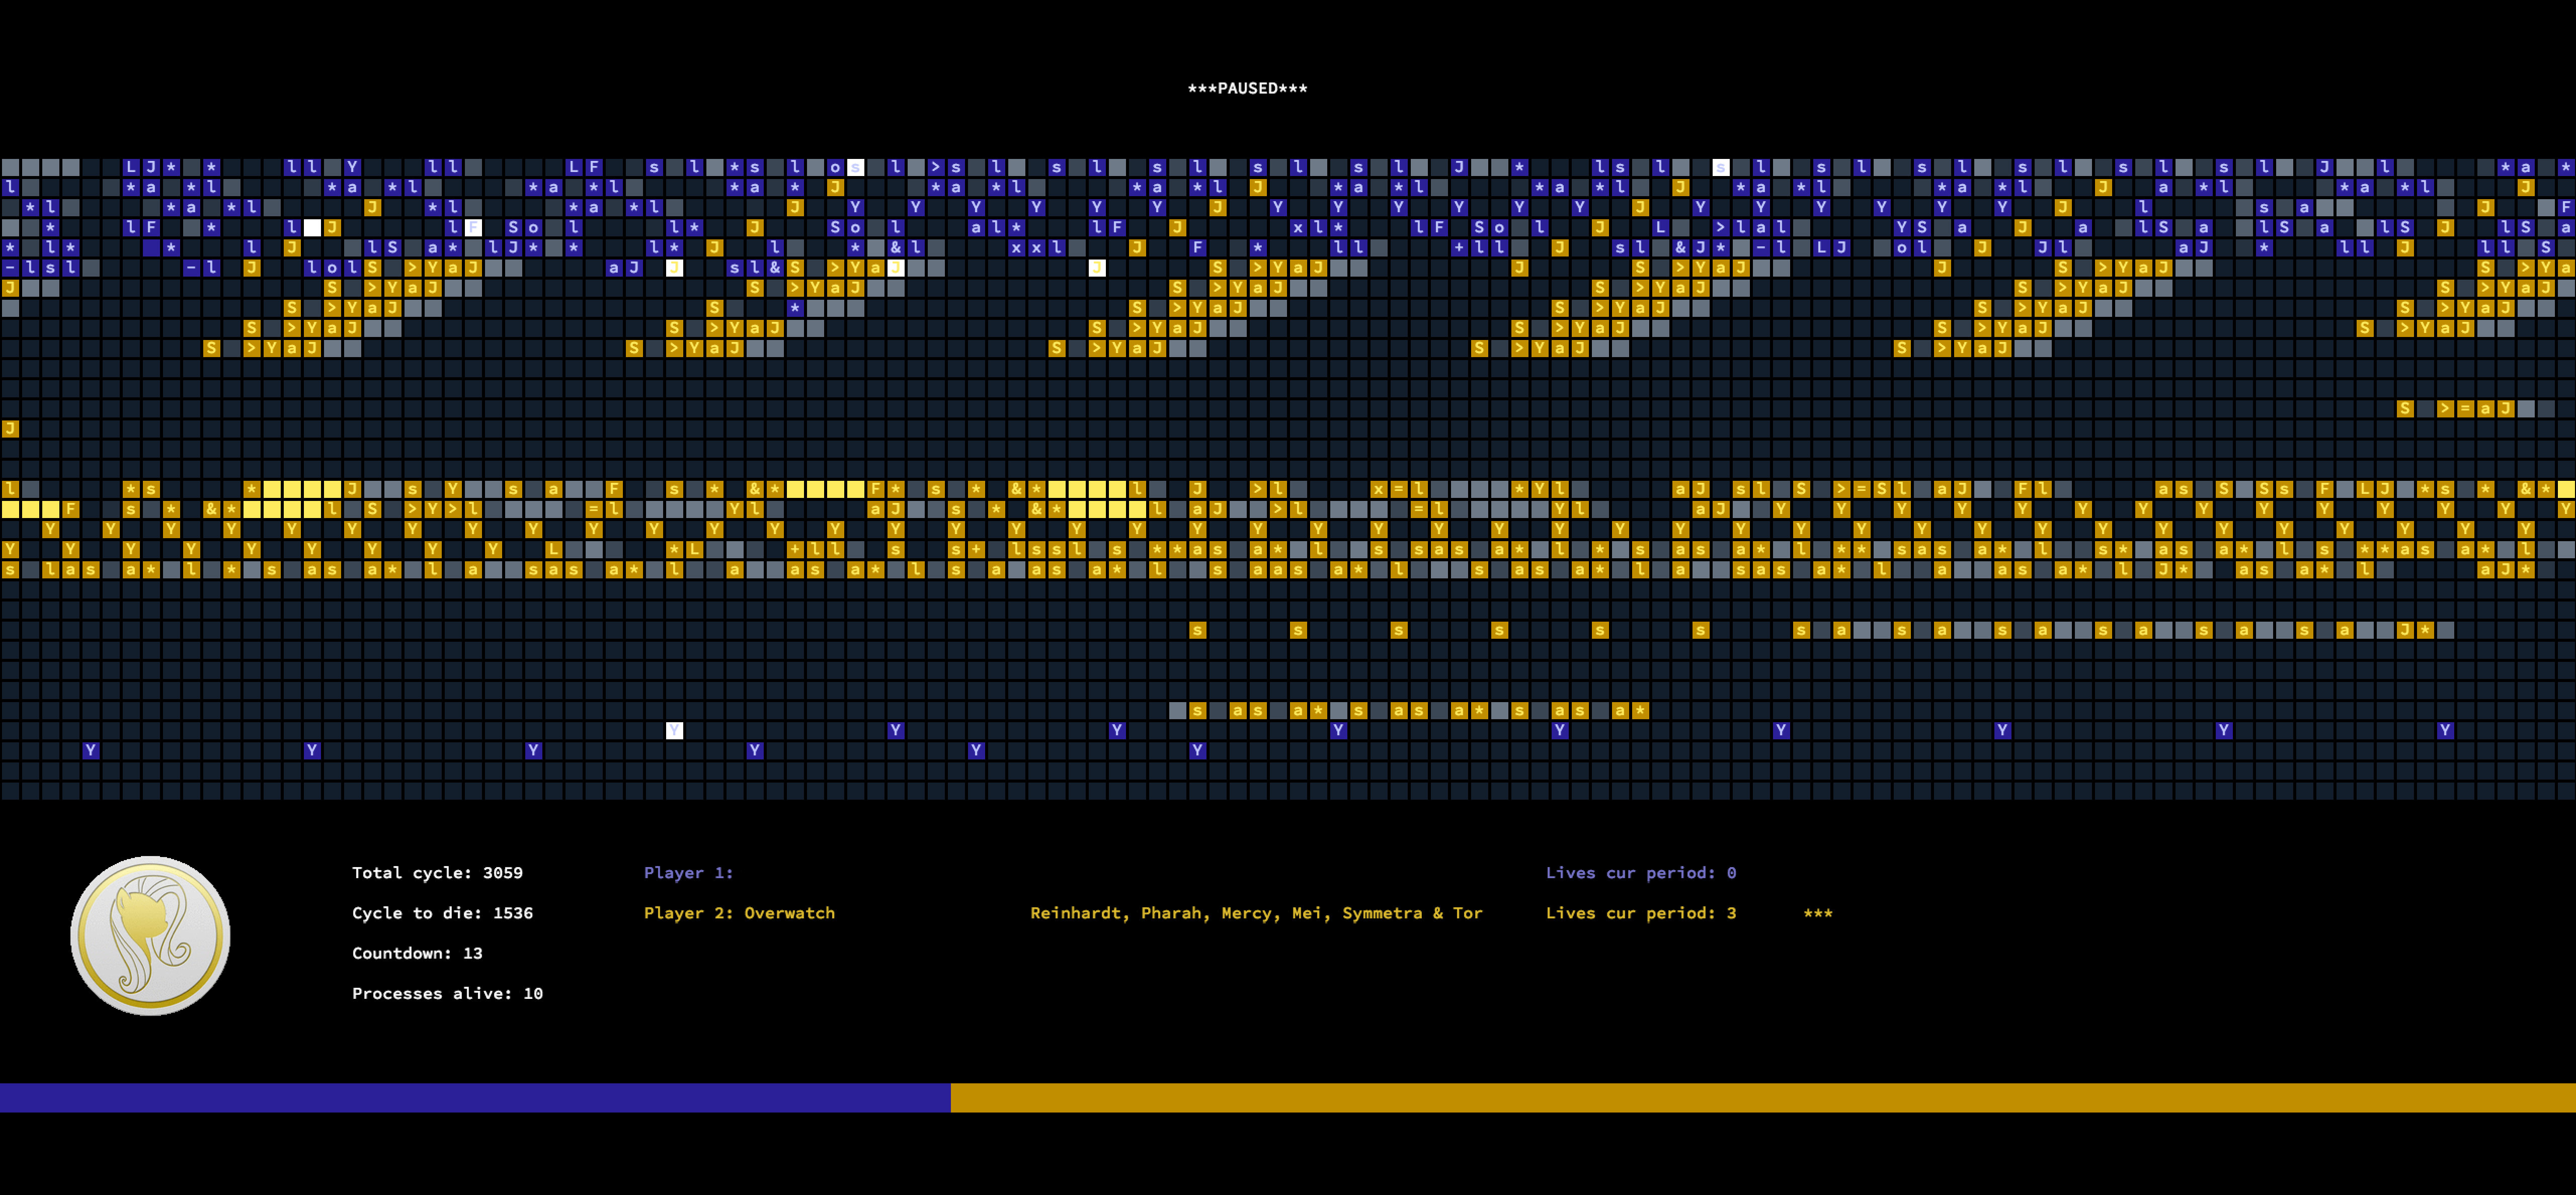 ***PAUSED***
L J * * l l Y l l L F s l * s l o s l > s l s l s l s l s l J * l s l s l s l s l s l s l s l J l * a *
l * a * l * a * l * a * l * a * J * a * l * a * l J * a * l * a * l J * a * l * a * l J a * l * a * l J
* l * a * l J * l * a * l J Y Y Y Y Y Y J Y Y Y Y Y Y J Y Y Y Y Y Y J l s a J F
* l F * l J l F S o l l * J S o l a l * l F J x l * l F S o l J L > l a l Y S a J a l S a l S a l S J l S a
* l * * l J l S a * l J * * l * J l * & l x x l J F * l l + l l J s l & J * - l L J o l J J l a J * l l J l l S
- l s l - l J l o l S > Y a J a J J s l & S > Y a J J S > Y a J J S > Y a J J S > Y a J S > Y a
J S > Y a J S > Y a J S > Y a J S > Y a J S > Y a J S > Y a J
S > Y a J S * S > Y a J S > Y a J S > Y a J S > Y a J
S > Y a J S > Y a J S > Y a J S > Y a J S > Y a J S > Y a J
S > Y a J S > Y a J S > Y a J S > Y a J S > Y a J
S > = a J
J
l * s * J s Y s a F s * & * F * s * & * l J > l x = l * Y l a J s l S > = S l a J F l a s S S s F L J * s * & *
F s * & * l S > Y > l = l Y l a J s * & * l a J > l = l Y l a J Y Y Y Y Y Y Y Y Y Y Y Y Y Y
Y Y Y Y Y Y Y Y Y Y Y Y Y Y Y Y Y Y Y Y Y Y Y Y Y Y Y Y Y Y Y Y Y Y Y Y Y Y Y Y Y Y
Y Y Y Y Y Y Y Y Y L * L + l l s s + l s s l s * * a s a * l s s a s a * l * s a s a * l * * s a s a * l s * a s a * l s * * a s a * l
s l a s a * l * s a s a * l a s a s a * l a a s a * l s a a s a * l s a a s a * l s a s a * l a s a s a * l a a s a * l J * a s a * l a J *
s s s s s s s a s a s a s a s a s a J *
s a s a * s a s a * s a s a *
Y Y Y Y Y Y Y Y Y
Y Y Y Y Y Y
Total cycle: 3059
Player 1:
Lives cur period: 0
Cycle to die: 1536
Player 2: Overwatch
Reinhardt, Pharah, Mercy, Mei, Symmetra & Tor
Lives cur period: 3
***
Countdown: 13
Processes alive: 10